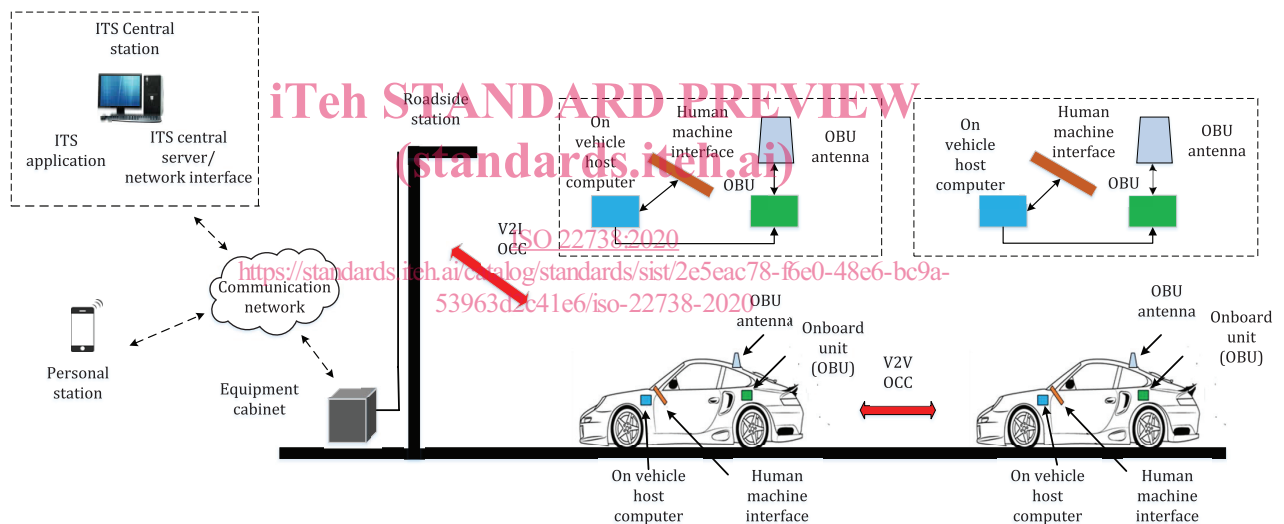 ITS Central
station
ITS
application
ITS central
server/
network interface
iTeh STANDARD PREVIEW
(standards.iteh.ai)
ISO 22738:2020
https://standards.iteh.ai/catalog/standards/sist/2e5eac78-f6e0-48e6-bc9a-
53963d2c41e6/iso-22738-2020
Roadside
station
On
vehicle
host
computer
Human
machine
interface
OBU
antenna
OBU
On
vehicle
host
computer
Human
machine
interface
OBU
antenna
OBU
V2I
OCC
Communication
network
Personal
station
Equipment
cabinet
OBU
antenna
Onboard
unit
(OBU)
V2V
OCC
OBU
antenna
Onboard
unit
(OBU)
On vehicle
host
computer
Human
machine
interface
On vehicle
host
computer
Human
machine
interface